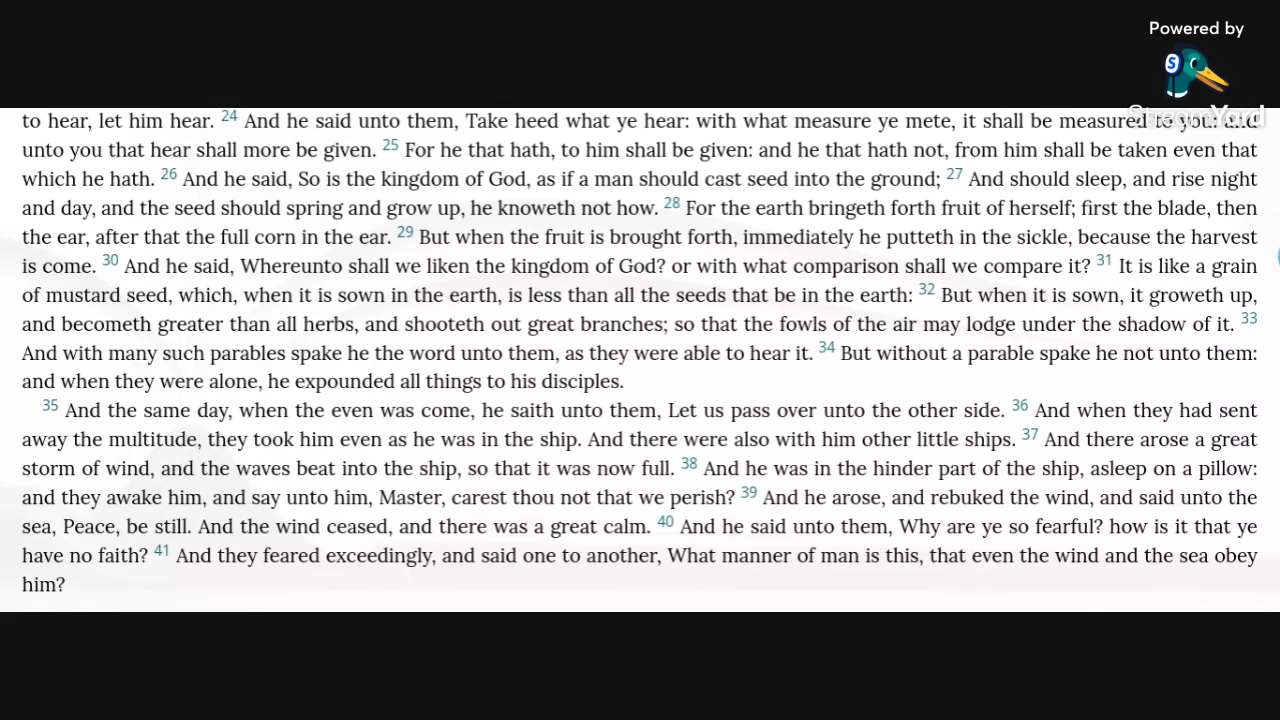 Powered by
S
StreamYard
to hear, let him hear. 24 And he said unto them, Take heed what ye hear: with what measure ye mete, it shall be measured to you: and
unto you that hear shall more be given. 25 For he that hath, to him shall be given: and he that hath not, from him shall be taken even that
which he hath. 26 And he said, So is the kingdom of God, as if a man should cast seed into the ground; 27 And should sleep, and rise night
and day, and the seed should spring and grow up, he knoweth not how. 28 For the earth bringeth forth fruit of herself; first the blade, then
the ear, after that the full corn in the ear. 29 But when the fruit is brought forth, immediately he putteth in the sickle, because the harvest
is come. 30 And he said, Whereunto shall we liken the kingdom of God? or with what comparison shall we compare it? 31 It is like a grain
of mustard seed, which, when it is sown in the earth, is less than all the seeds that be in the earth: 32 But when it is sown, it groweth up,
and becometh greater than all herbs, and shooteth out great branches; so that the fowls of the air may lodge under the shadow of it. 33
And with many such parables spake he the word unto them, as they were able to hear it. 34 But without a parable spake he not unto them:
and when they were alone, he expounded all things to his disciples.
35 And the same day, when the even was come, he saith unto them, Let us pass over unto the other side. 36 And when they had sent
away the multitude, they took him even as he was in the ship. And there were also with him other little ships. 37 And there arose a great
storm of wind, and the waves beat into the ship, so that it was now full. 38 And he was in the hinder part of the ship, asleep on a pillow:
and they awake him, and say unto him, Master, carest thou not that we perish? 39 And he arose, and rebuked the wind, and said unto the
sea, Peace, be still. And the wind ceased, and there was a great calm. 40 And he said unto them, Why are ye so fearful? how is it that ye
have no faith? 41 And they feared exceedingly, and said one to another, What manner of man is this, that even the wind and the sea obey
him?